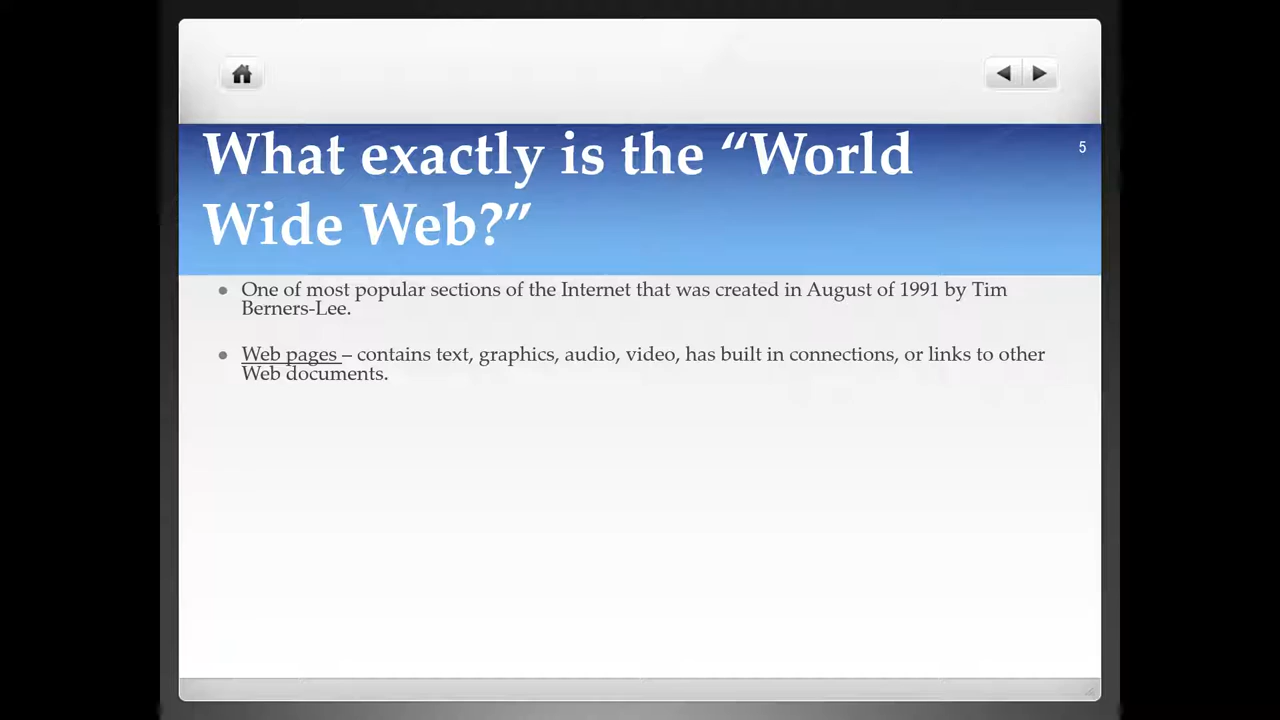 What exactly is the “World
5
Wide Web?”
• One of most popular sections of the Internet that was created in August of 1991 by Tim
Berners-Lee.
• Web pages – contains text, graphics, audio, video, has built in connections, or links to other
Web documents.